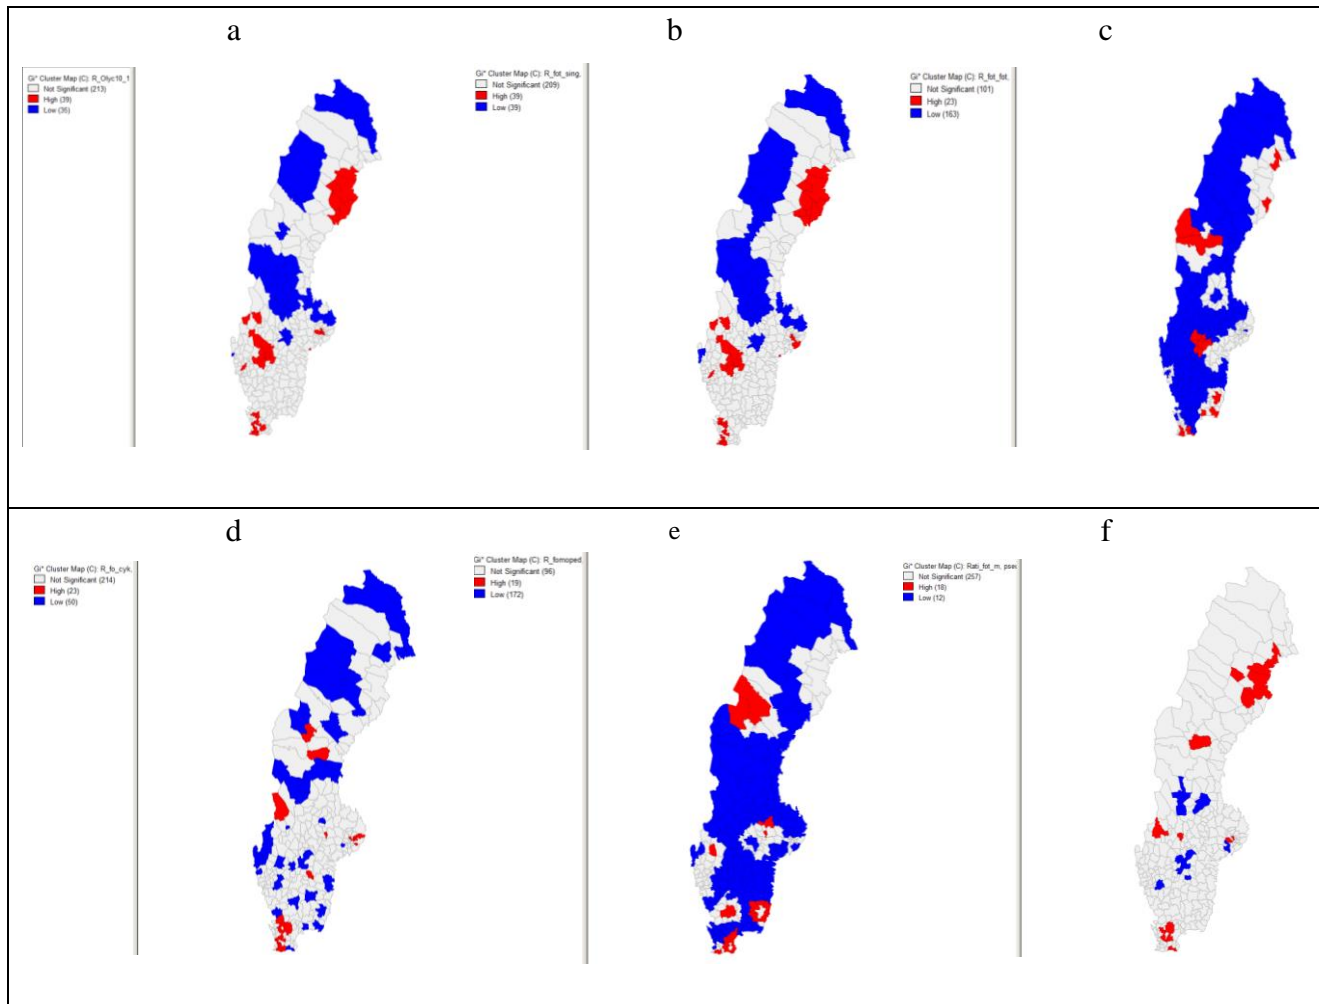 a
b
c
Gi* Cluster Map (C): R_Olyc10_1
Not Significant (213)
High (39)
Low (35)
Gi* Cluster Map (C): R_fot_sing,
Not Significant (209)
High (39)
Low (39)
Gi* Cluster Map (C): R_fot_fot,
Not Significant (101)
High (23)
Low (163)
d
e
f
Gi* Cluster Map (C): R_fo_cyk,
Not Significant (214)
High (23)
Low (50)
Gi* Cluster Map (C): R_fomoped,
Not Significant (96)
High (19)
Low (172)
Gi* Cluster Map (C): Rati_fot_m, pseu
Not Significant (257)
High (18)
Low (12)